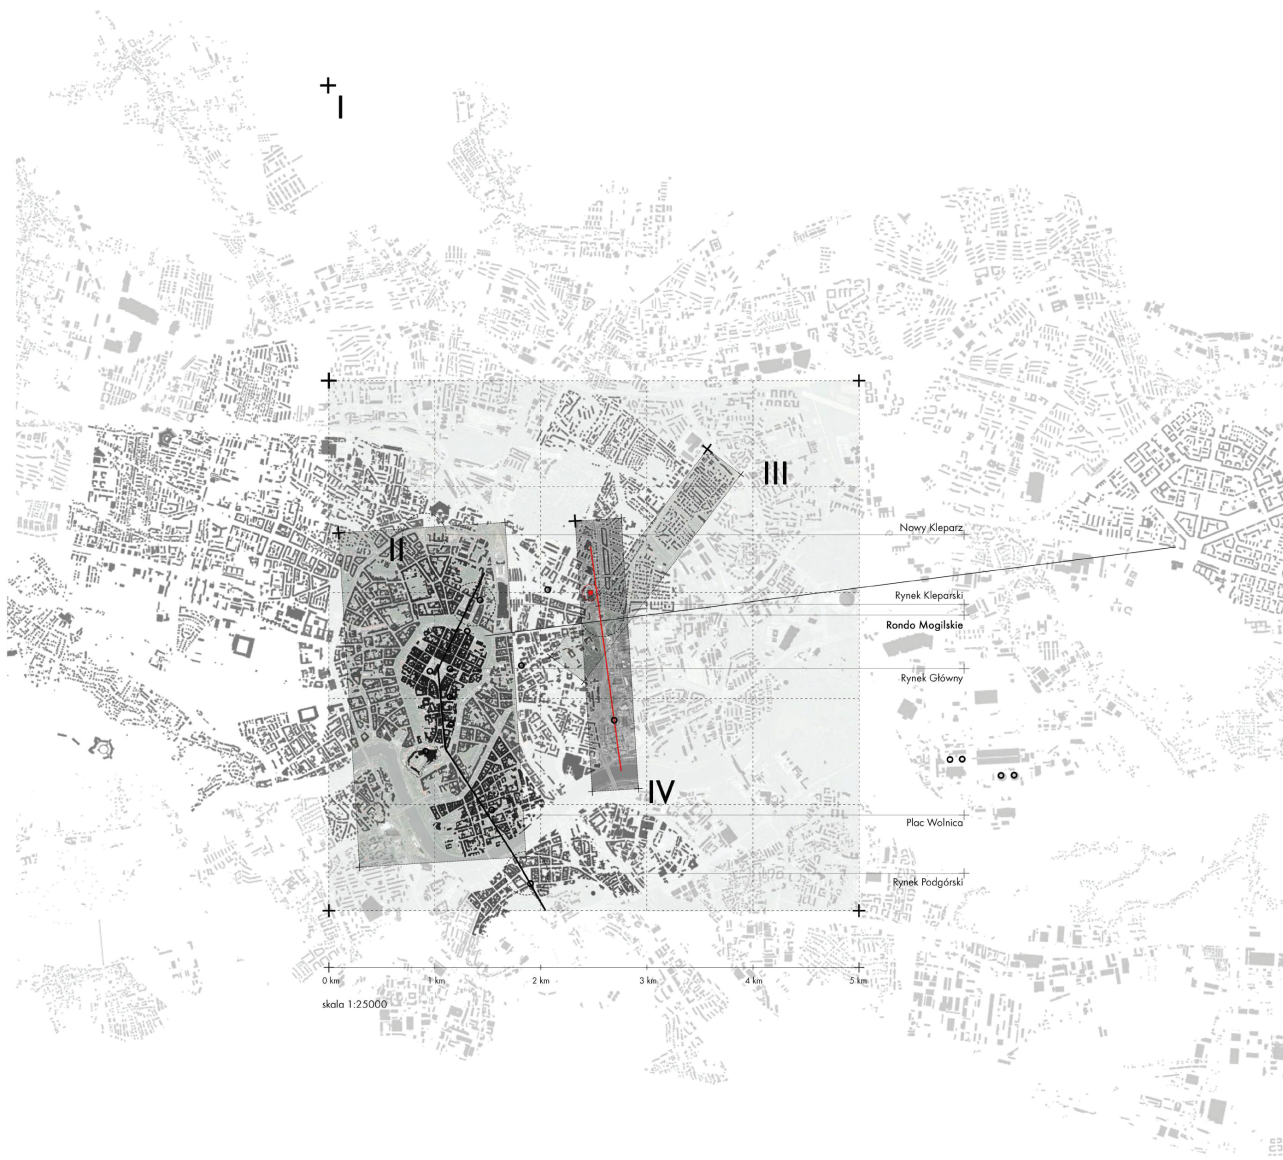 I
III
Nowy Kleparz
II
Rynek Kleparski
Rondo Mogilskie
Rynek Główny
IV
Plac Wolnica
Rynek Podgórski
0 km
1 km
2 km
3 km
4 km
5 km
skala 1:25000